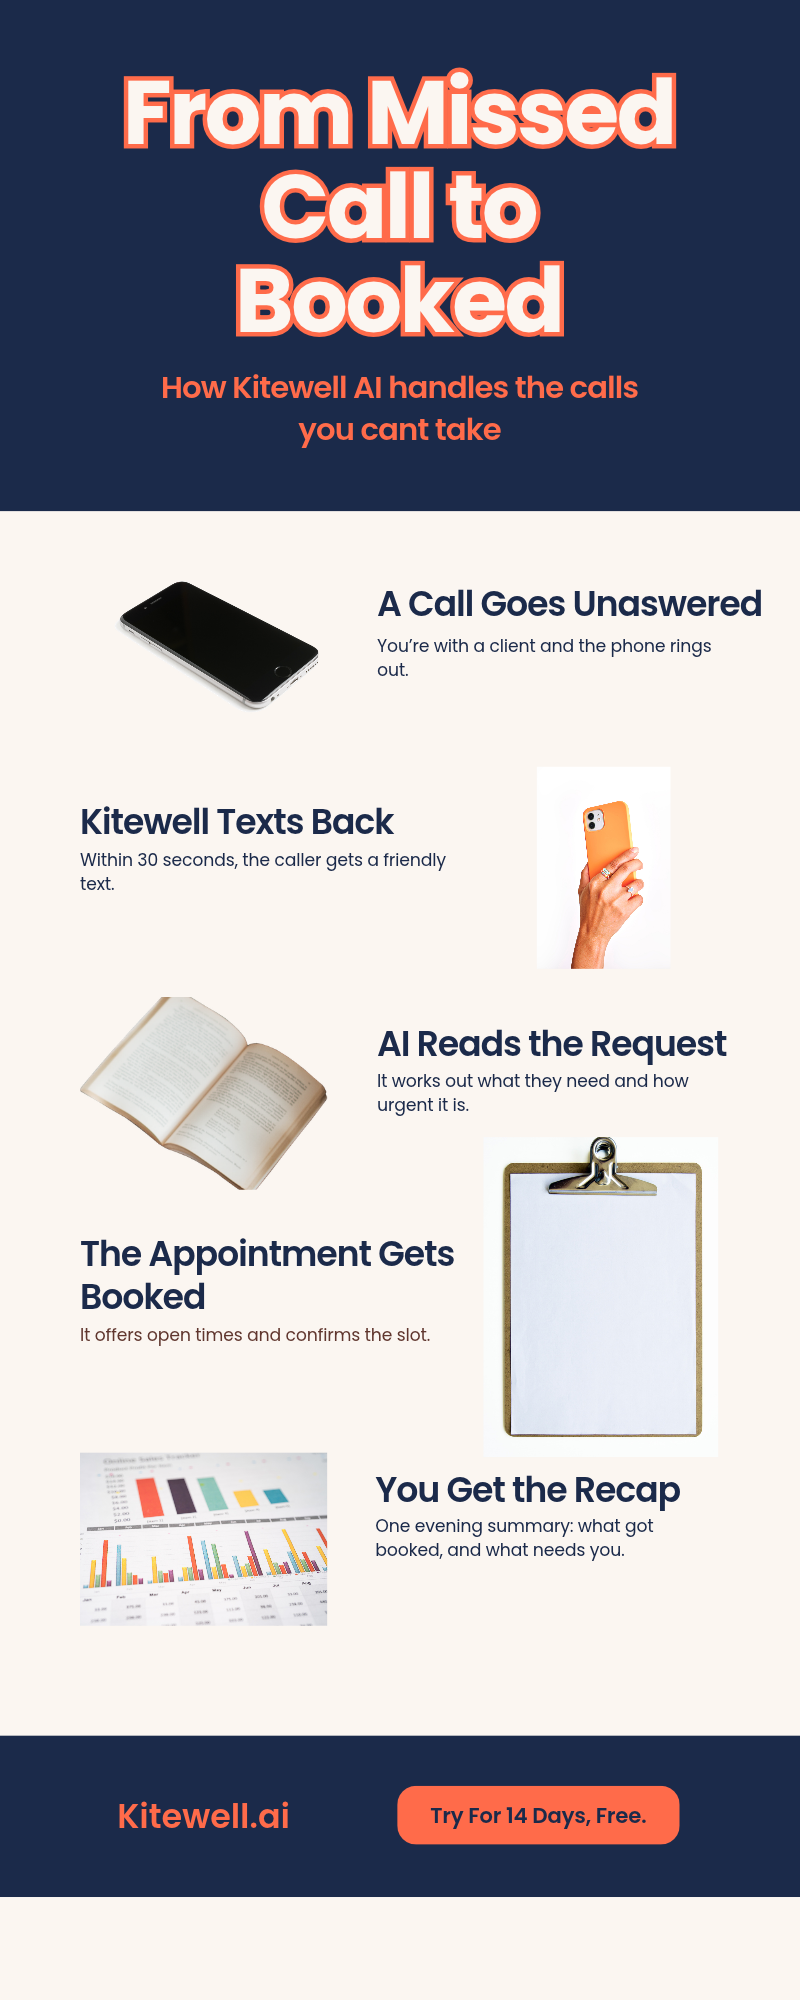 From Missed
Call to
Booked
How Kitewell AI handles the calls
you cant take
A Call Goes Unaswered
You’re with a client and the phone rings
out.
Kitewell Texts Back
Within 30 seconds, the caller gets a friendly
text.
AI Reads the Request
It works out what they need and how
urgent it is.
The Appointment Gets
Booked
It offers open times and confirms the slot.
Online Sales Tracker
You Get the Recap
One evening summary: what got
booked, and what needs you.
Kitewell.ai
Try For 14 Days, Free.